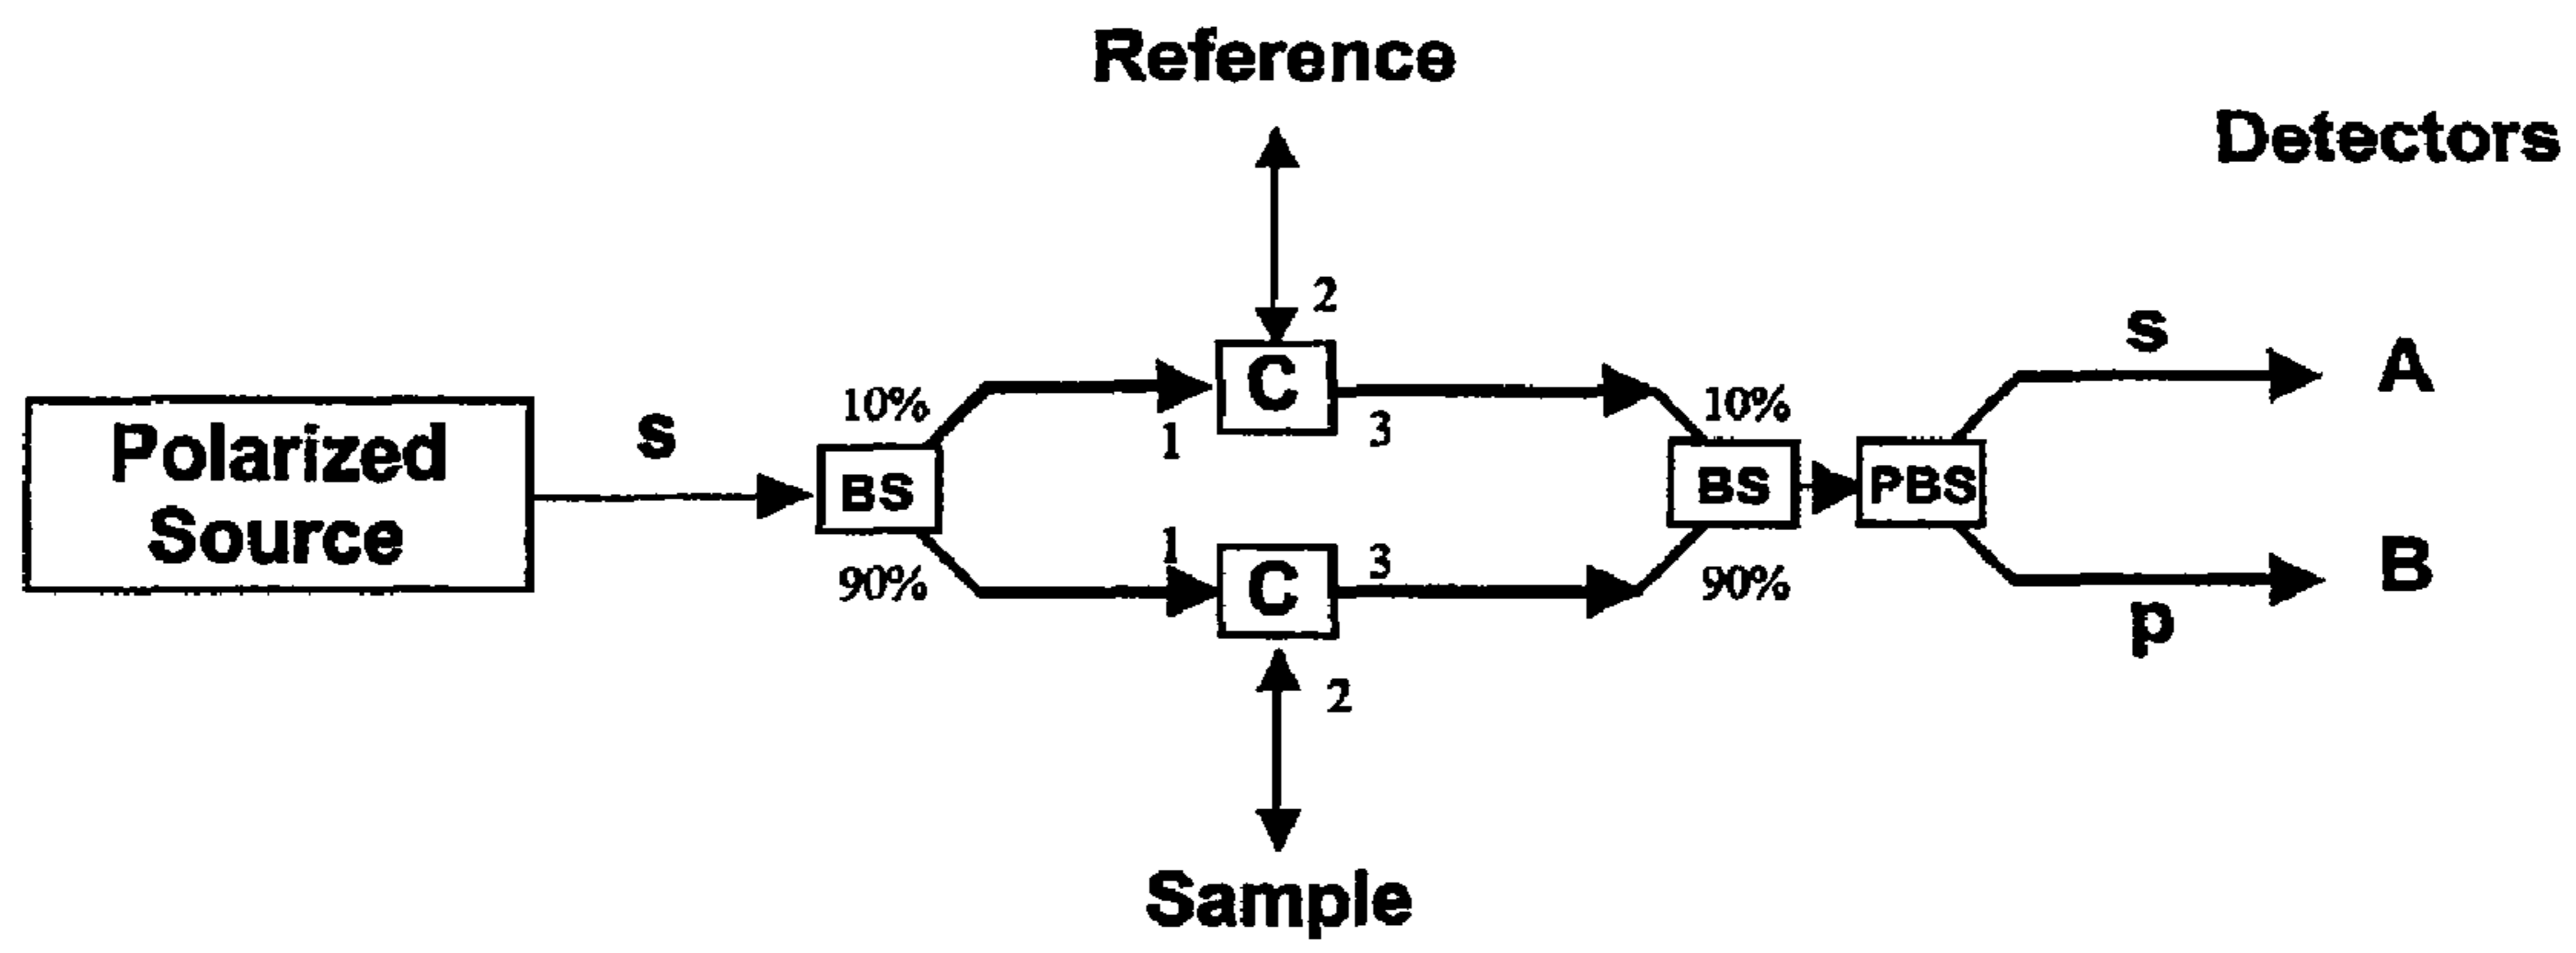 Reference
Detectors
2
s
10%
C
10%
A
1
3
s
Polarized
Source
BS
BS
PBS
90%
1
3
90%
B
C
p
2
Sample